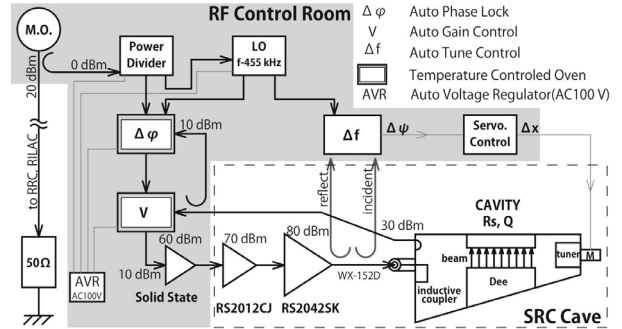 RF Control Room
M.O.
0 dBm
20 dBm
Power
Divider
LO
f-455 kHz
Δφ Auto Phase Lock
V Auto Gain Control
Δf Auto Tune Control
Temperature Controled Oven
AVR Auto Voltage Regulator(AC100 V)
to RRC, RILAC
Δφ
10 dBm
Δf
Δψ
Servo.
Control
Δx
reflect
incident
V
CAVITY
Rs, Q
60 dBm
70 dBm
80 dBm
30 dBm
50Ω
AVR
AC100V
10 dBm
Solid State
RS2012CJ
RS2042SK
WX-152D
beam
Dee
inductive
coupler
tuner
M
SRC Cave